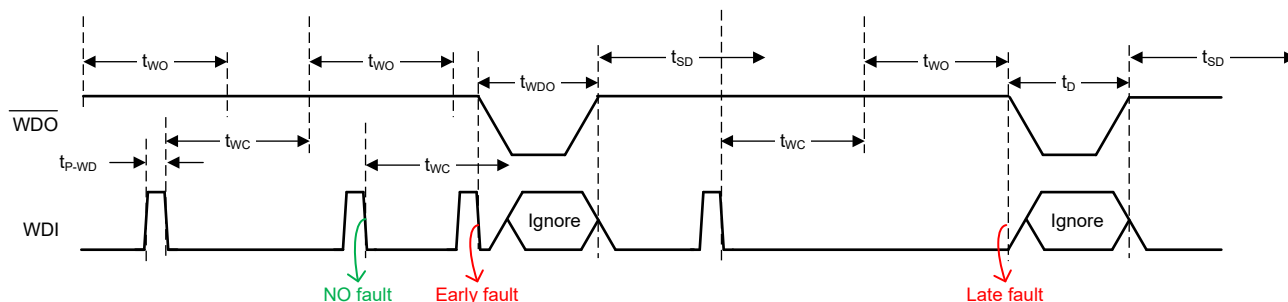 tWO
tWO
tWDO
tSD
tWO
tD
tSD
WDO
tWC
tWC
tWC
tP-WD
WDI
Ignore
Ignore
NO fault
Early fault
Late fault